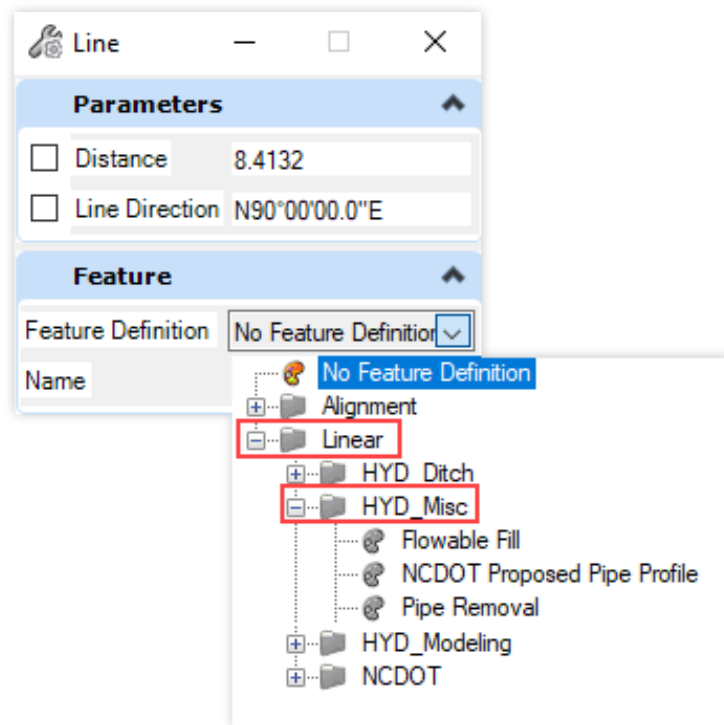 Line
Parameters
Distance 8.4132
Line Direction N90°00'00.0"E
Feature
Feature Definition No Feature Definition
Name
No Feature Definition
Alignment
Linear
HYD_Ditch
HYD_Misc
Flowable Fill
NCDOT Proposed Pipe Profile
Pipe Removal
HYD_Modeling
NCDOT